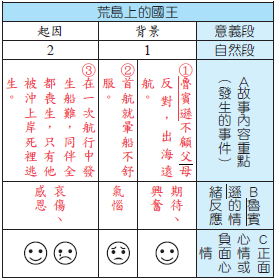 荒島上的國王
意義段
背景
起因
自然段
1
2
A故事內容重點
（發生的事件）
①魯賓遜不顧父母
反對，出海遠
航。
②首航就暈船不舒
服。
③在一次航行中發
生船難，同伴全
都喪生，只有他
被沖上岸死裡逃
生。
B魯賓
遜的情
緒反應
期待、
興奮
氣惱
哀傷、
感恩
C正面
心情或
負面心
情